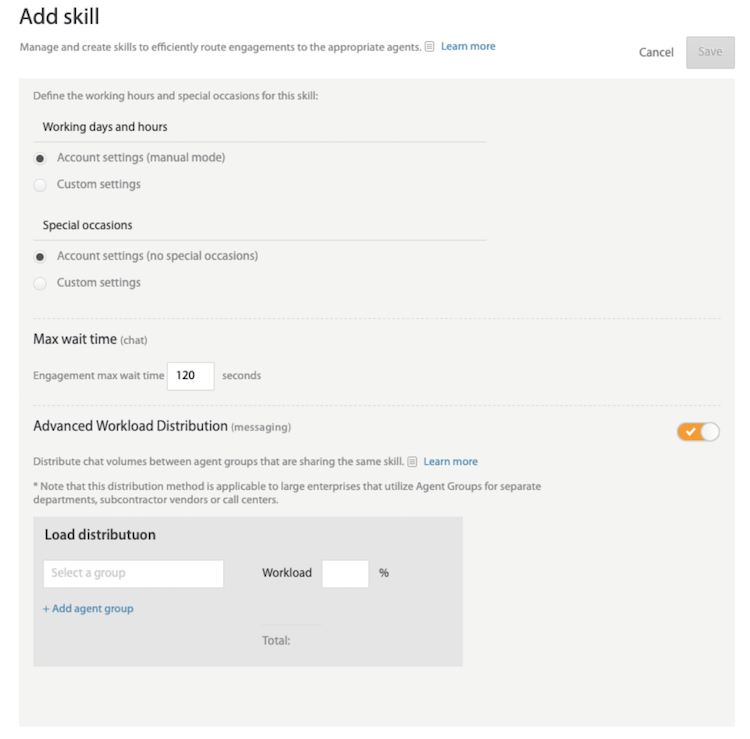 Add skill
Manage and create skills to efficiently route engagements to the appropriate agents. Learn more
Cancel Save
Define the working hours and special occasions for this skill:
Working days and hours
Account settings (manual mode)
Custom settings
Special occasions
Account settings (no special occasions)
Custom settings
Max wait time (chat)
Engagement max wait time 120 seconds
Advanced Workload Distribution (messaging)
Distribute chat volumes between agent groups that are sharing the same skill. Learn more
* Note that this distribution method is applicable to large enterprises that utilize Agent Groups for separate
departments, subcontractor vendors or call centers.
Load distributuon
Select a group Workload %
+ Add agent group
Total: